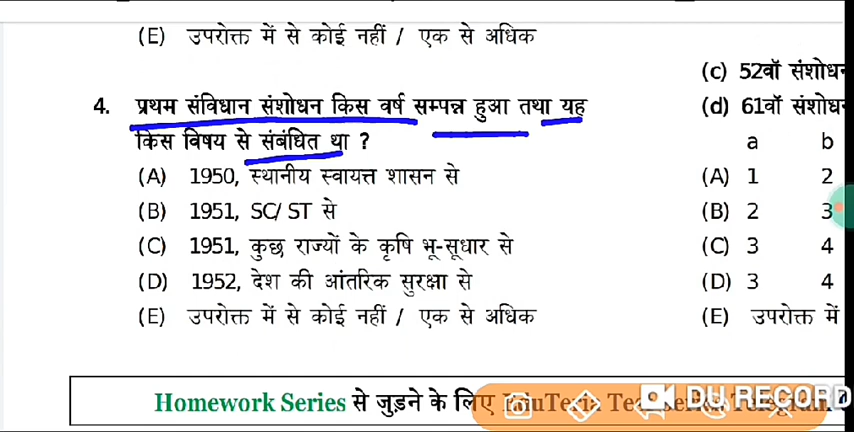 (E) उपरोक्त में से कोई नहीं / एक से अधिक
4. प्रथम संविधान संशोधन किस वर्ष सम्पन्न हुआ तथा यह
किस विषय से संबंधित था ?
(A) 1950, स्थानीय स्वायत्त शासन से
(B) 1951, SC/ ST से
(C) 1951, कुछ राज्यों के कृषि भू-सूधार से
(D) 1952, देश की आंतरिक सुरक्षा से
(E) उपरोक्त में से कोई नहीं / एक से अधिक
(c) 52वॉ संशोधन
(d) 61वॉ संशोधन
a b
(A) 1 2
(B) 2 3
(C) 3 4
(D) 3 4
(E) उपरोक्त में
Homework Series से जुड़ने के लिए EduTeria
DU RECORD